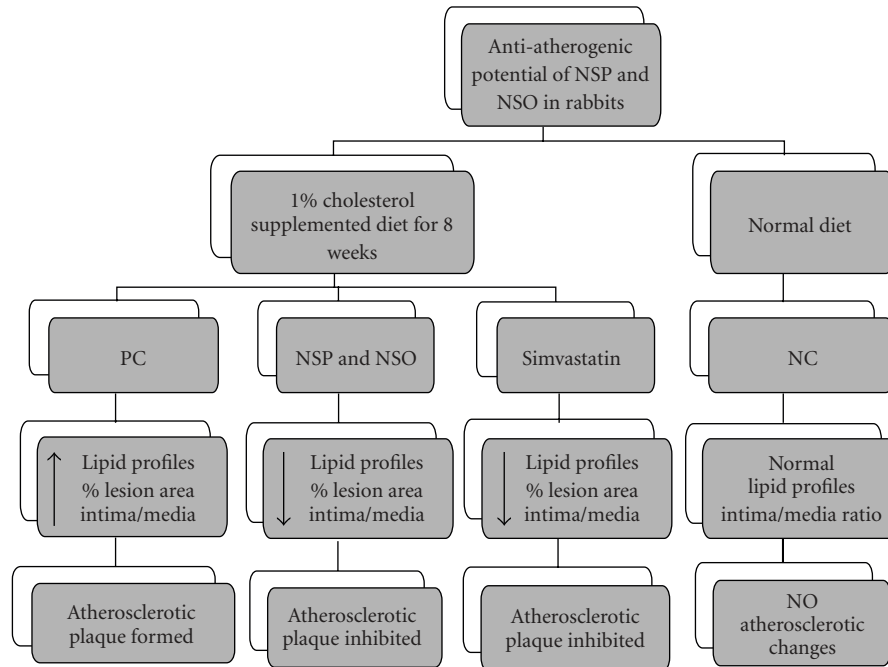 Anti-atherogenic
potential of NSP and
NSO in rabbits
1% cholesterol
supplemented diet for 8
weeks
Normal diet
PC
NSP and NSO
Simvastatin
NC
Lipid profiles
% lesion area
intima/media
Lipid profiles
% lesion area
intima/media
Lipid profiles
% lesion area
intima/media
Normal
lipid profiles
intima/media ratio
Atherosclerotic
plaque formed
Atherosclerotic
plaque inhibited
Atherosclerotic
plaque inhibited
NO
atherosclerotic
changes